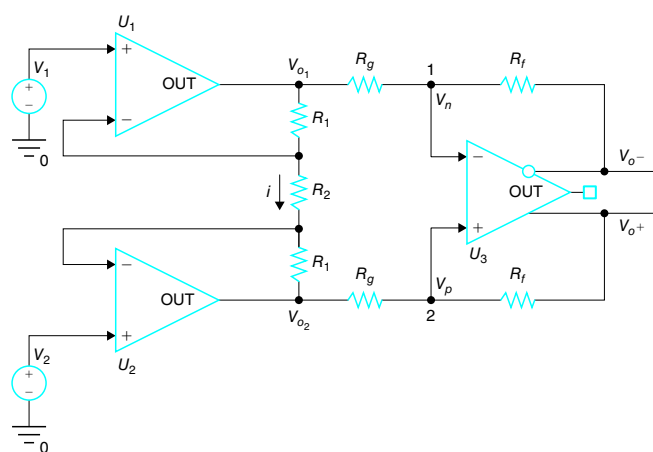 U1
V1
+
−
OUT
Vo1
Rg
1
Vn
Rf
+ −
0
R1
i
R2
R1
−
OUT
Vo−
Vo+
+
U3
−
OUT
+
U2
Vo2
Rg
Vp
2
Rf
V2
+
−
0